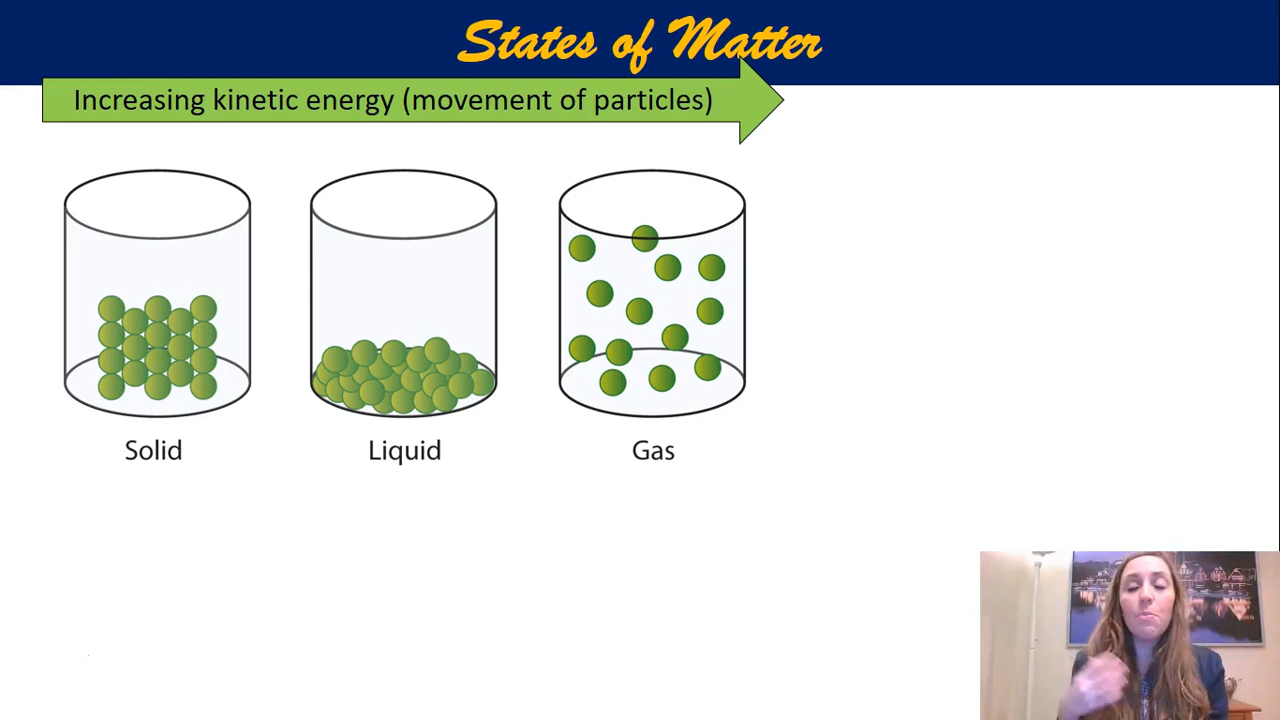 States of Matter
Increasing kinetic energy (movement of particles)
Solid
Liquid
Gas